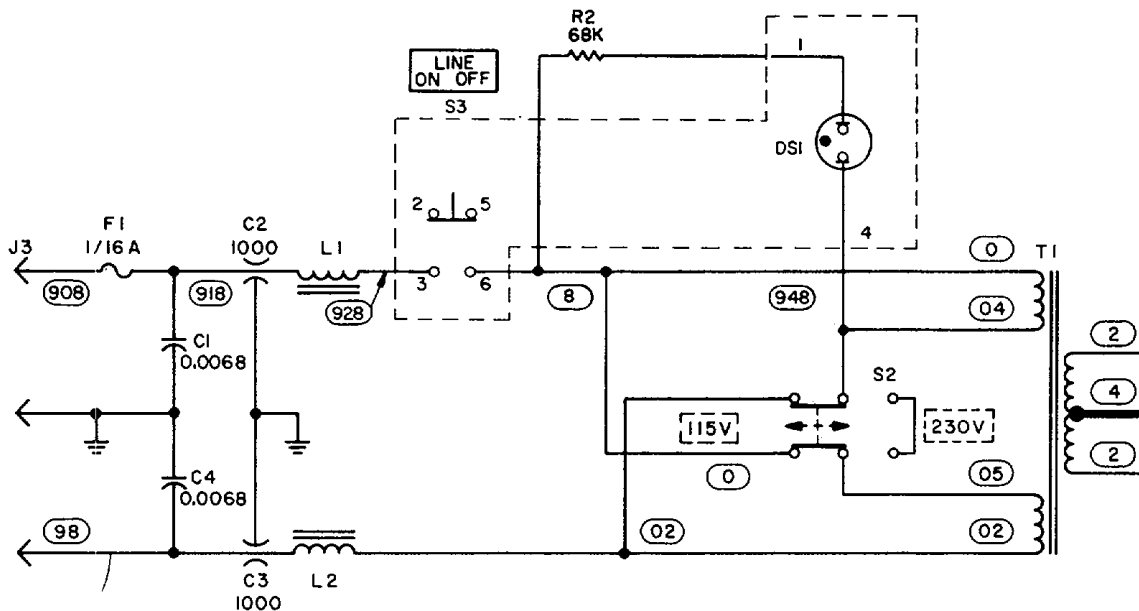 R2
68K
1
LINE
ON OFF
S3
DS1
2
5
4
J3
F1
1/16A
C2
1000
L1
0
T1
908
918
928
3
6
8
948
04
C1
0.0068
2
4
2
S2
115V
230V
0
05
C4
0.0068
98
02
02
C3
1000
L2